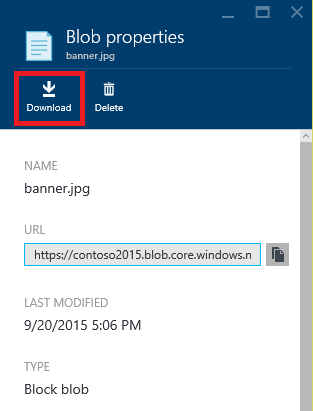 Blob properties
banner.jpg
Download Delete
NAME
banner.jpg
URL
https://contoso2015.blob.core.windows.n
LAST MODIFIED
9/20/2015 5:06 PM
TYPE
Block blob